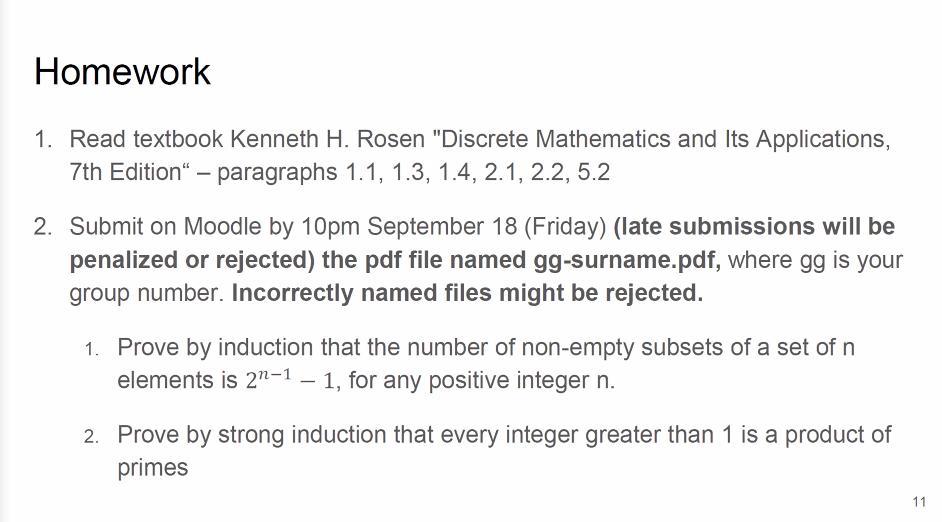 Homework
1. Read textbook Kenneth H. Rosen "Discrete Mathematics and Its Applications,
7th Edition“ – paragraphs 1.1, 1.3, 1.4, 2.1, 2.2, 5.2
2. Submit on Moodle by 10pm September 18 (Friday) (late submissions will be
penalized or rejected) the pdf file named gg-surname.pdf, where gg is your
group number. Incorrectly named files might be rejected.
1. Prove by induction that the number of non-empty subsets of a set of n
elements is 2ⁿ⁻¹ − 1, for any positive integer n.
2. Prove by strong induction that every integer greater than 1 is a product of
primes
11